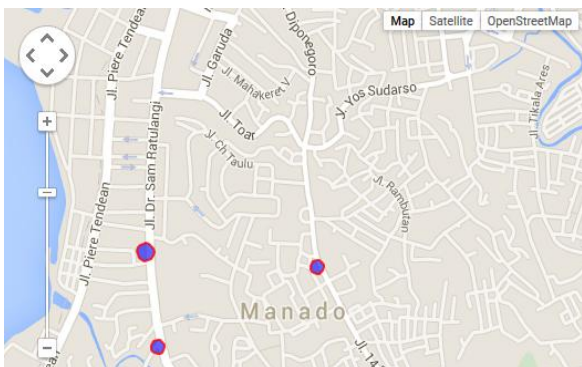 Map
Satellite
OpenStreetMap
Jl. Piere Tendean
Jl. Garuda
Jl. Diponegoro
Jl. Mahakeret V
Jl. Yos Sudarso
Jl. Tikala Ares
Jl. Toar
Jl. Dr. Sam Ratulangi
Jl. Ch Taulu
Jl. Rambutan
Jl. Piere Tendean
Manado
Jl. 14